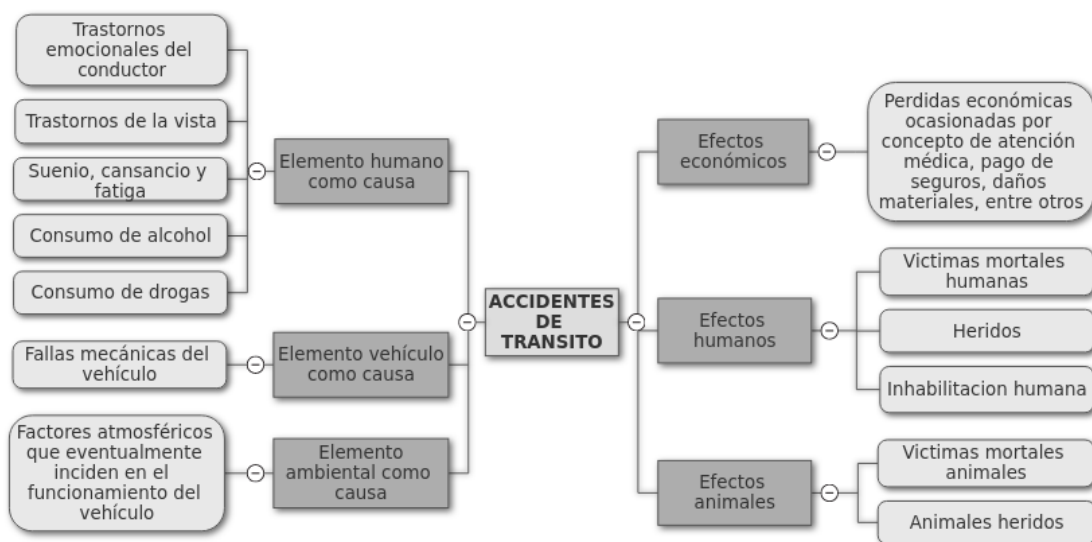 Trastornos
emocionales del
conductor
Trastornos de la vista
Suenio, cansancio y
fatiga
Consumo de alcohol
Consumo de drogas
Elemento humano
como causa
Fallas mecánicas del
vehículo
Elemento vehículo
como causa
Factores atmosféricos
que eventualmente
inciden en el
funcionamiento del
vehículo
Elemento
ambiental como
causa
ACCIDENTES
DE
TRANSITO
Efectos
económicos
Perdidas económicas
ocasionadas por
concepto de atención
médica, pago de
seguros, daños
materiales, entre otros
Efectos
humanos
Victimas mortales
humanas
Heridos
Inhabilitacion humana
Efectos
animales
Victimas mortales
animales
Animales heridos